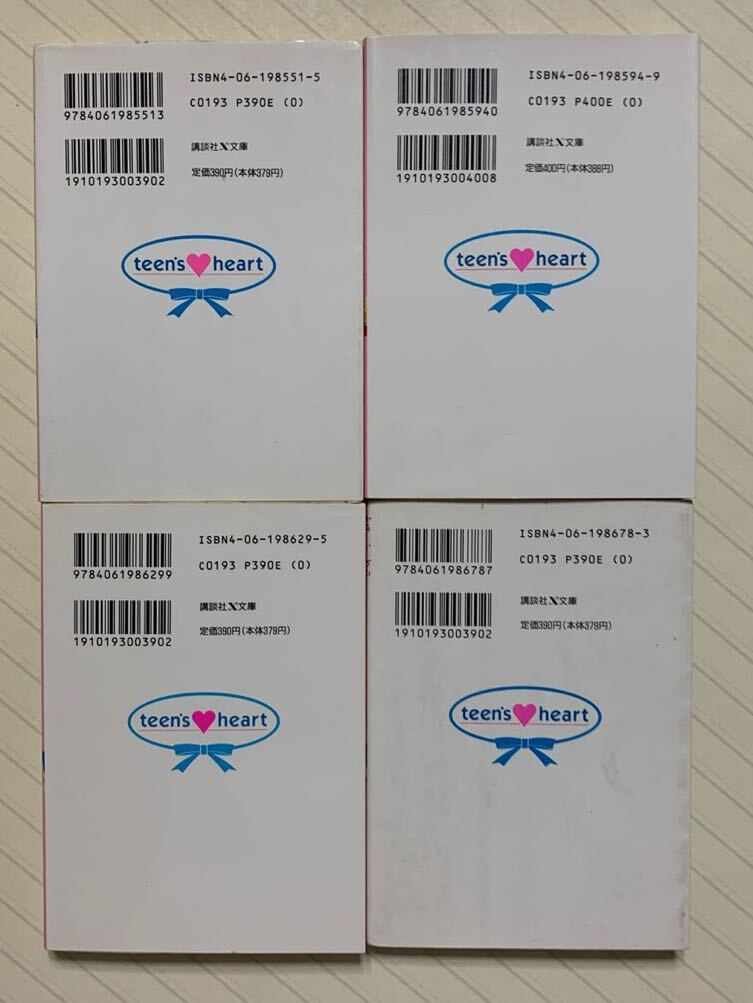 ISBN4-06-198551-5
9784061985513
C0193 P390E (0)
講談社X文庫
1910193003902
定価390円(本体379円)
teen's heart
ISBN4-06-198594-9
9784061985940
C0193 P400E (0)
講談社X文庫
1910193004008
定価400円(本体388円)
teen's heart
ISBN4-06-198629-5
9784061986299
C0193 P390E (0)
講談社X文庫
1910193003902
定価390円(本体379円)
teen's heart
ISBN4-06-198678-3
9784061986787
C0193 P390E (0)
講談社X文庫
1910193003902
定価390円(本体379円)
teen's heart